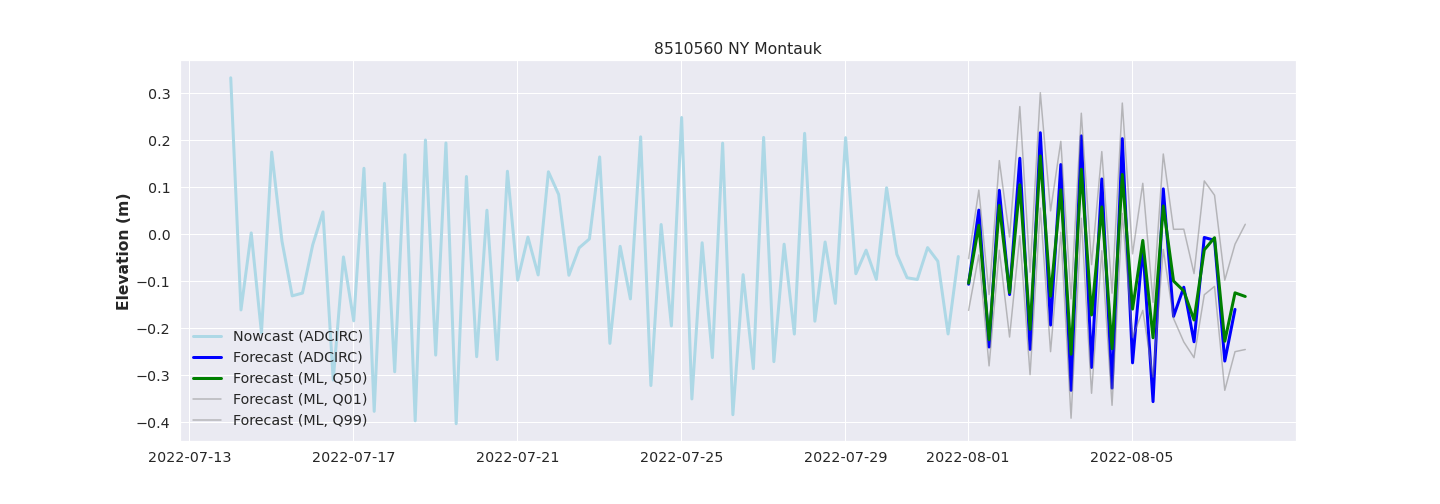 8510560 NY Montauk
Elevation (m)
0.3
0.2
0.1
0.0
−0.1
−0.2
−0.3
−0.4
Nowcast (ADCIRC)
Forecast (ADCIRC)
Forecast (ML, Q50)
Forecast (ML, Q01)
Forecast (ML, Q99)
2022-07-13 2022-07-17 2022-07-21 2022-07-25 2022-07-29 2022-08-01 2022-08-05